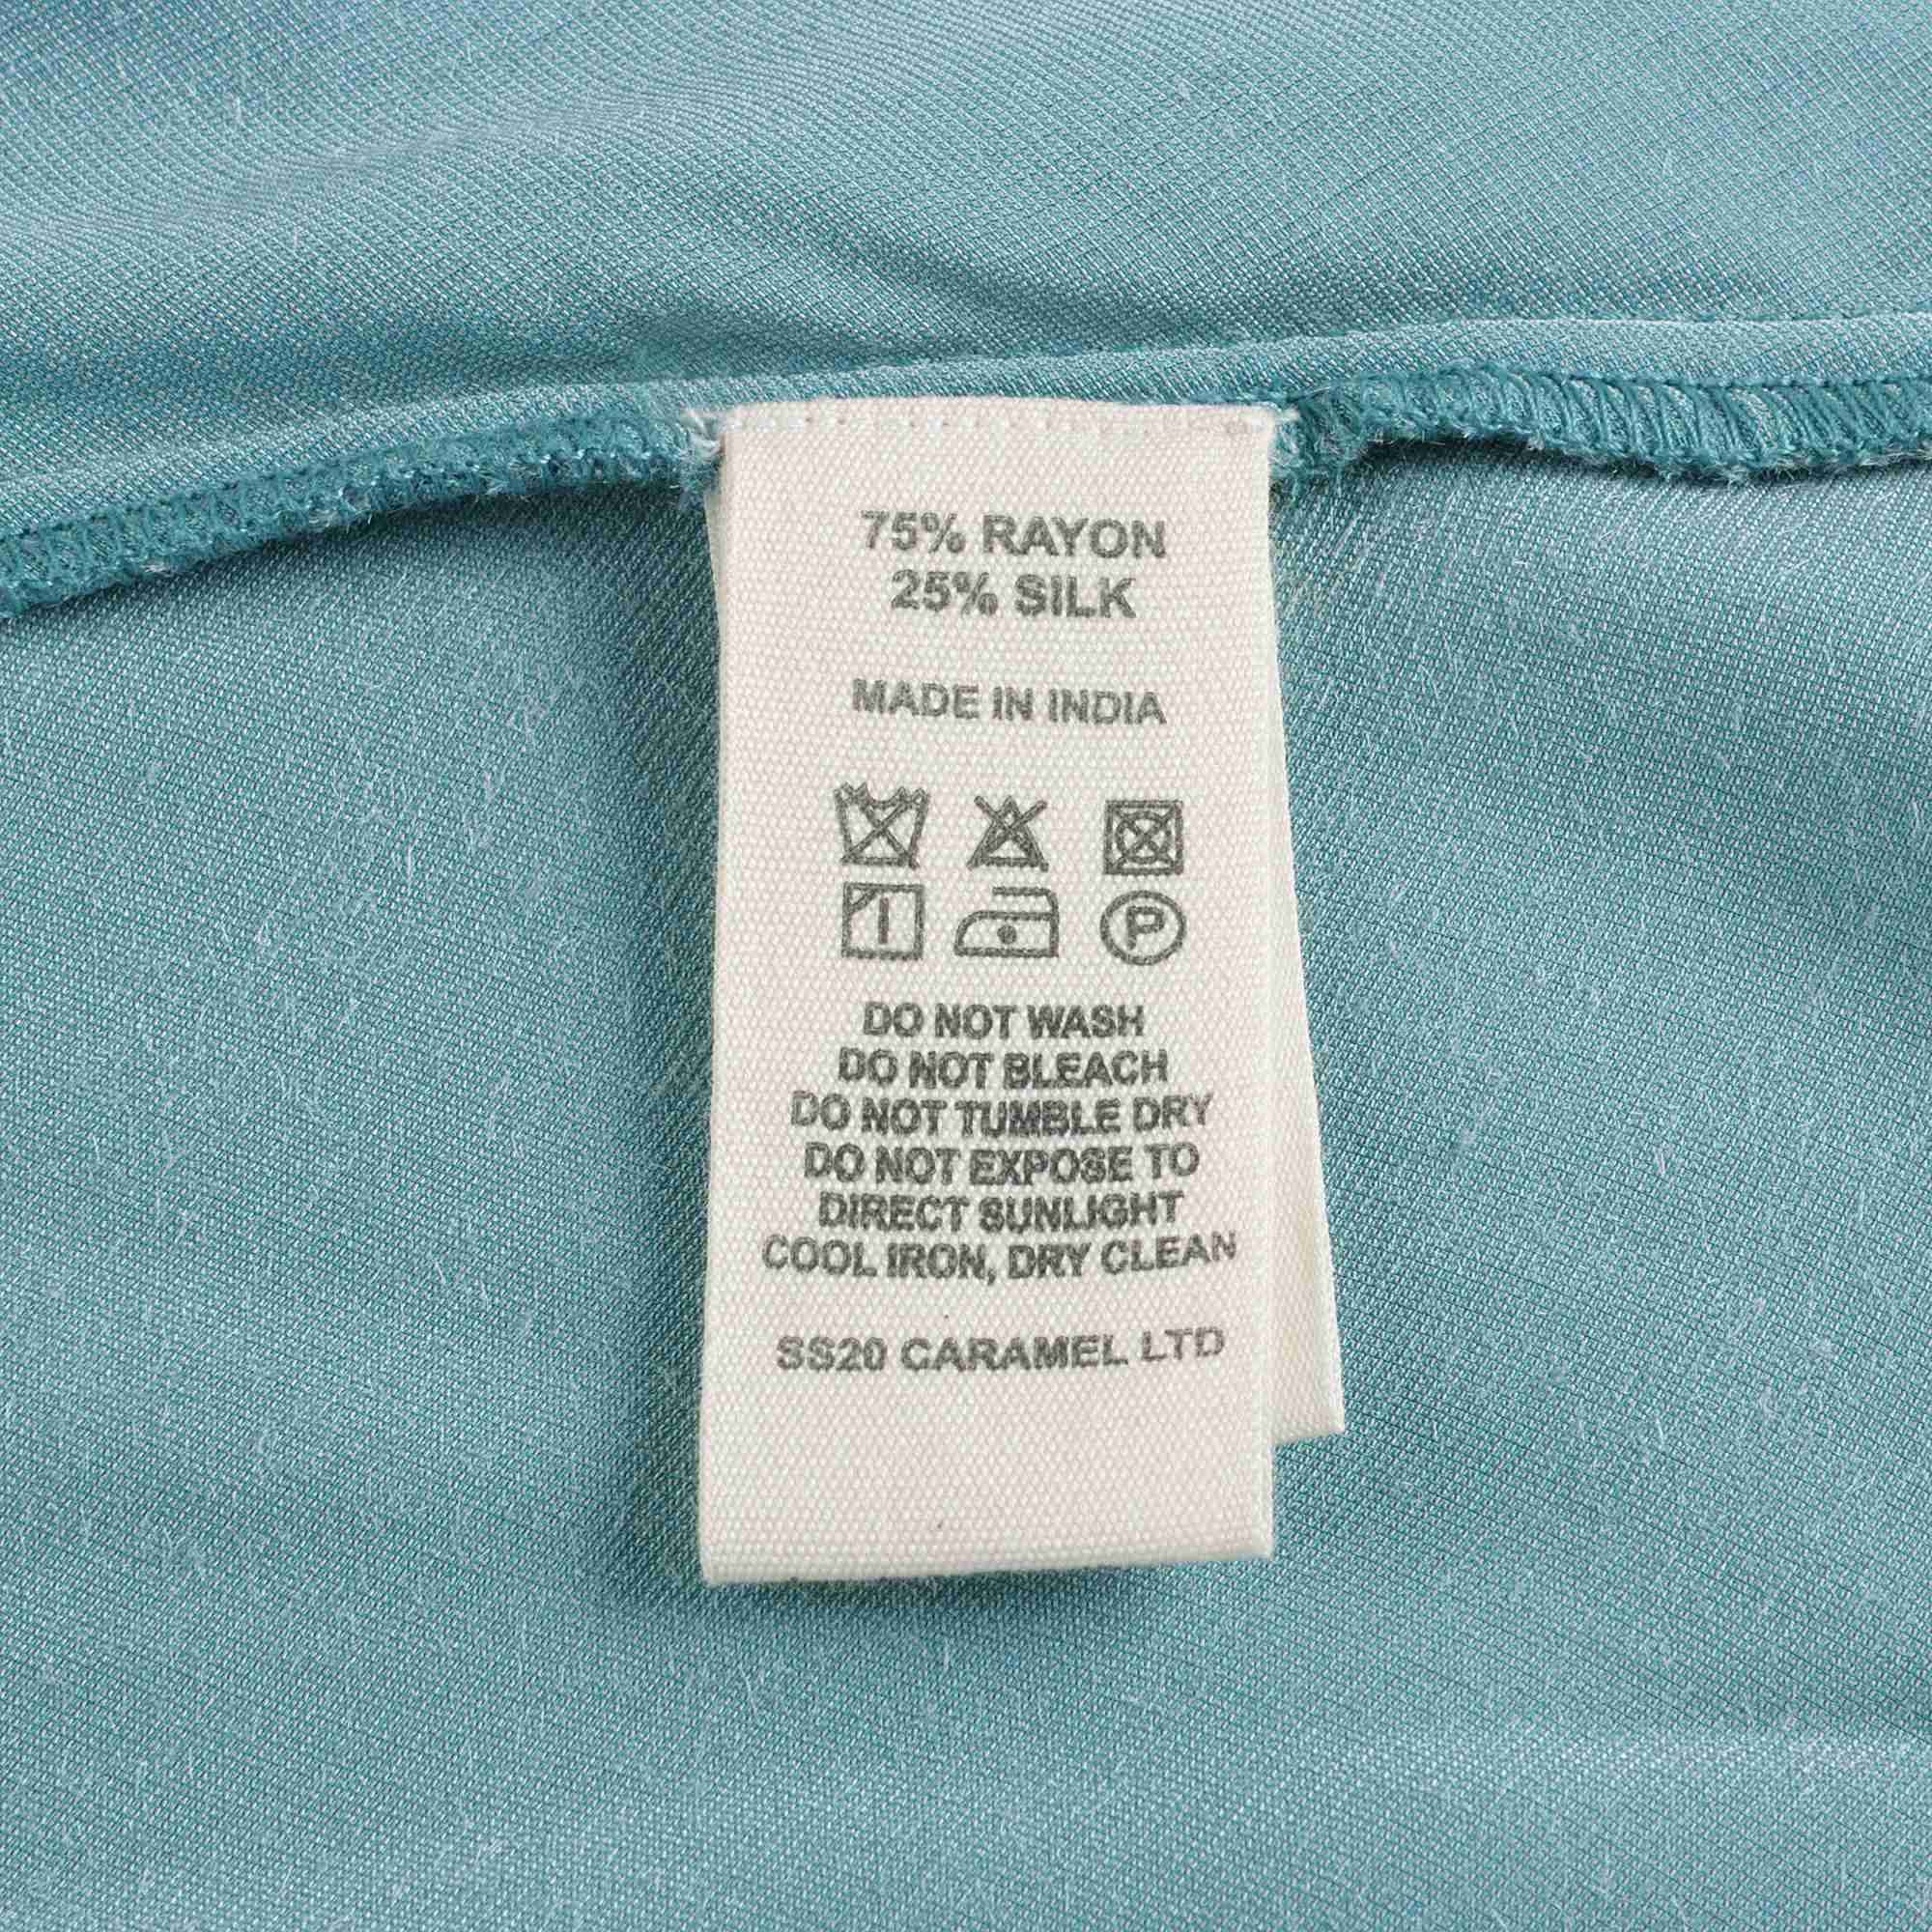 75% RAYON
25% SILK
MADE IN INDIA
P
DO NOT WASH
DO NOT BLEACH
DO NOT TUMBLE DRY
DO NOT EXPOSE TO
DIRECT SUNLIGHT
COOL IRON, DRY CLEAN
SS20 CARAMEL LTD